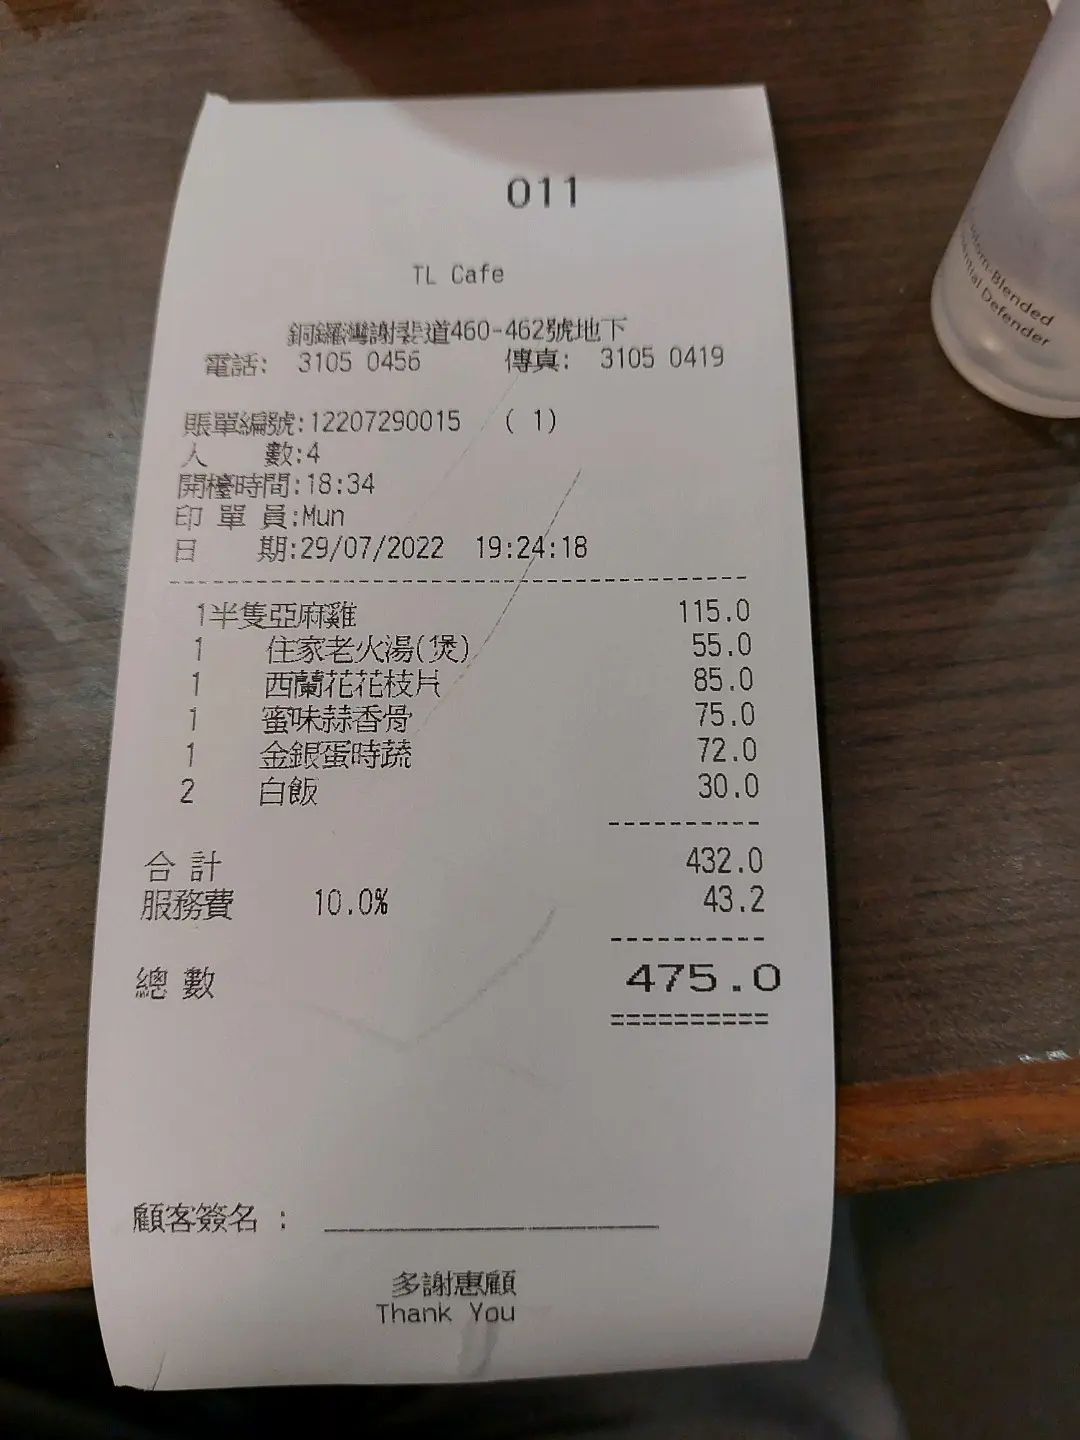 011
TL Cafe
銅鑼灣謝斐道460-462號地下
電話: 3105 0456 傳真: 3105 0419
賬單編號:12207290015 ( 1)
人 數:4
開檯時間:18:34
印 單 員:Mun
日 期:29/07/2022 19:24:18
1半隻亞麻雞 115.0
1 住家老火湯(煲) 55.0
1 西蘭花花枝片 85.0
1 蜜味蒜香骨 75.0
1 金銀蛋時蔬 72.0
2 白飯 30.0
合 計 432.0
服務費 10.0% 43.2
總 數 475.0
顧客簽名 :
多謝惠顧
Thank You
-Blended
Defender